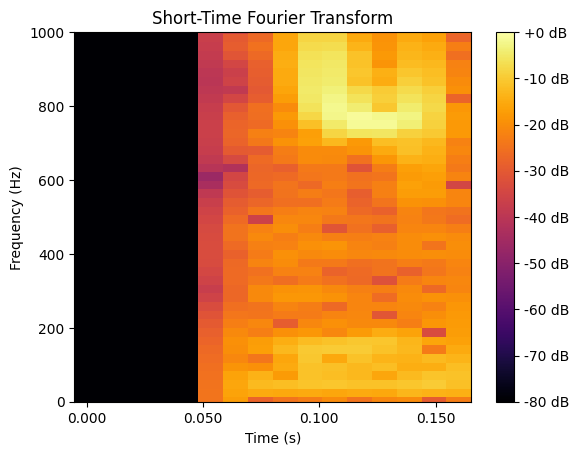 Short-Time Fourier Transform
1000
800
600
400
200
0
Frequency (Hz)
0.000
0.050
0.100
0.150
Time (s)
+0 dB
-10 dB
-20 dB
-30 dB
-40 dB
-50 dB
-60 dB
-70 dB
-80 dB